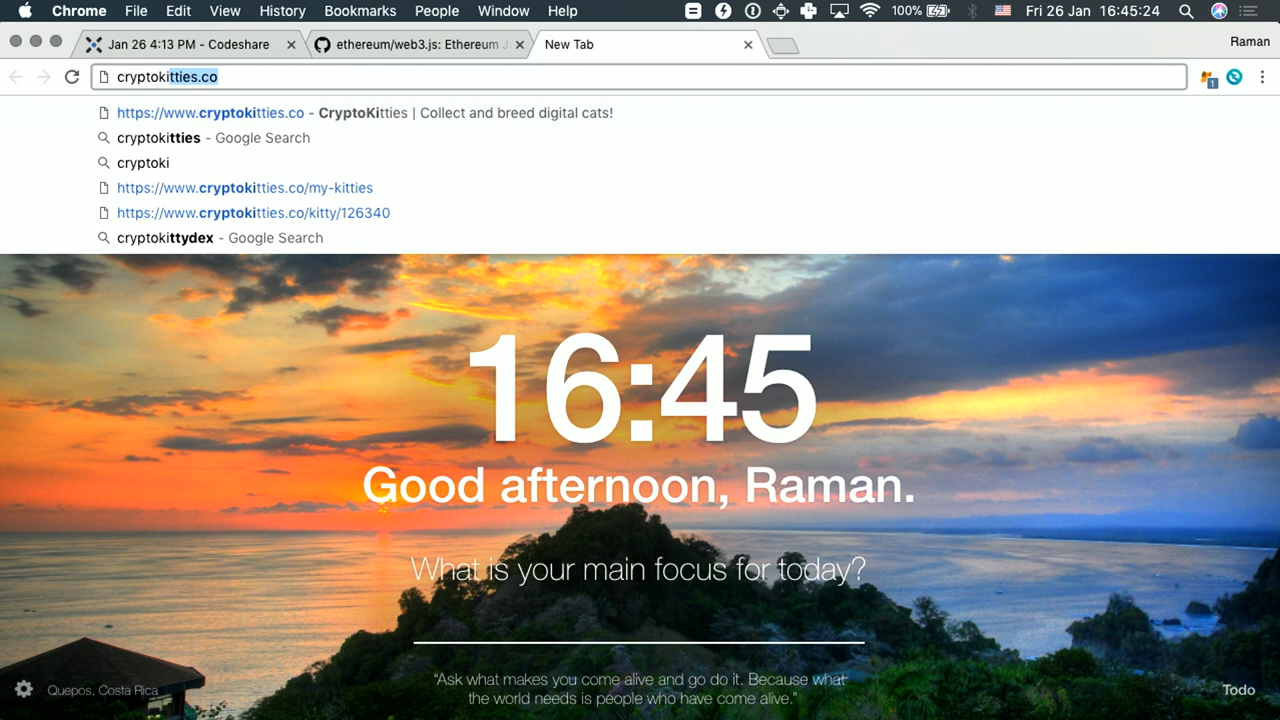 Chrome File Edit View History Bookmarks People Window Help 100% Fri 26 Jan 16:45:24
Jan 26 4:13 PM - Codeshare ethereum/web3.js: Ethereum J New Tab Raman
cryptokitties.co 1
https://www.cryptokitties.co - CryptoKitties | Collect and breed digital cats!
cryptokitties - Google Search
cryptoki
https://www.cryptokitties.co/my-kitties
https://www.cryptokitties.co/kitty/126340
cryptokittydex - Google Search
16:45
Good afternoon, Raman.
What is your main focus for today?
"Ask what makes you come alive and go do it. Because what
the world needs is people who have come alive."
Quepos, Costa Rica Todo